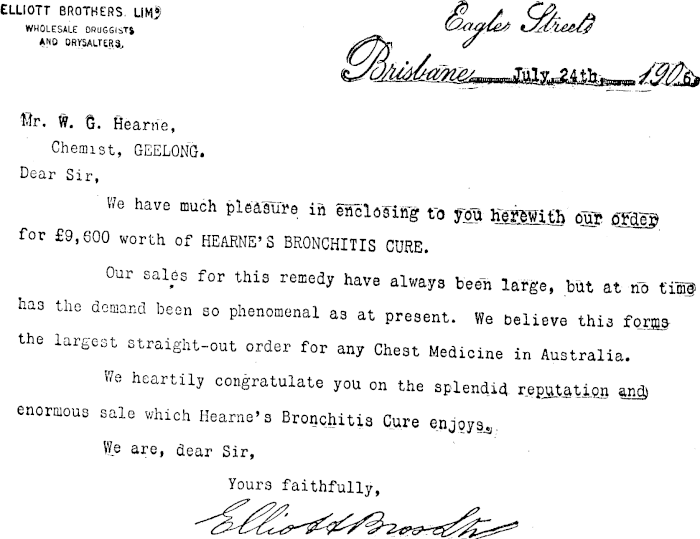 ELLIOTT BROTHERS LIMD
WHOLESALE DRUGGISTS
AND DRYSALTERS,
Eagle Street
Brisbane July 24th, 1906
Mr. W. G. Hearne,
Chemist, GEELONG.
Dear Sir,
We have much pleasure in enclosing to you herewith our order
for £9,600 worth of HEARNE'S BRONCHITIS CURE.
Our sales for this remedy have always been large, but at no time
has the demand been so phenomenal as at present. We believe this forms
the largest straight-out order for any Chest Medicine in Australia.
We heartily congratulate you on the splendid reputation and
enormous sale which Hearne's Bronchitis Cure enjoys.
We are, dear Sir,
Yours faithfully,
Elliott Bros Ltd